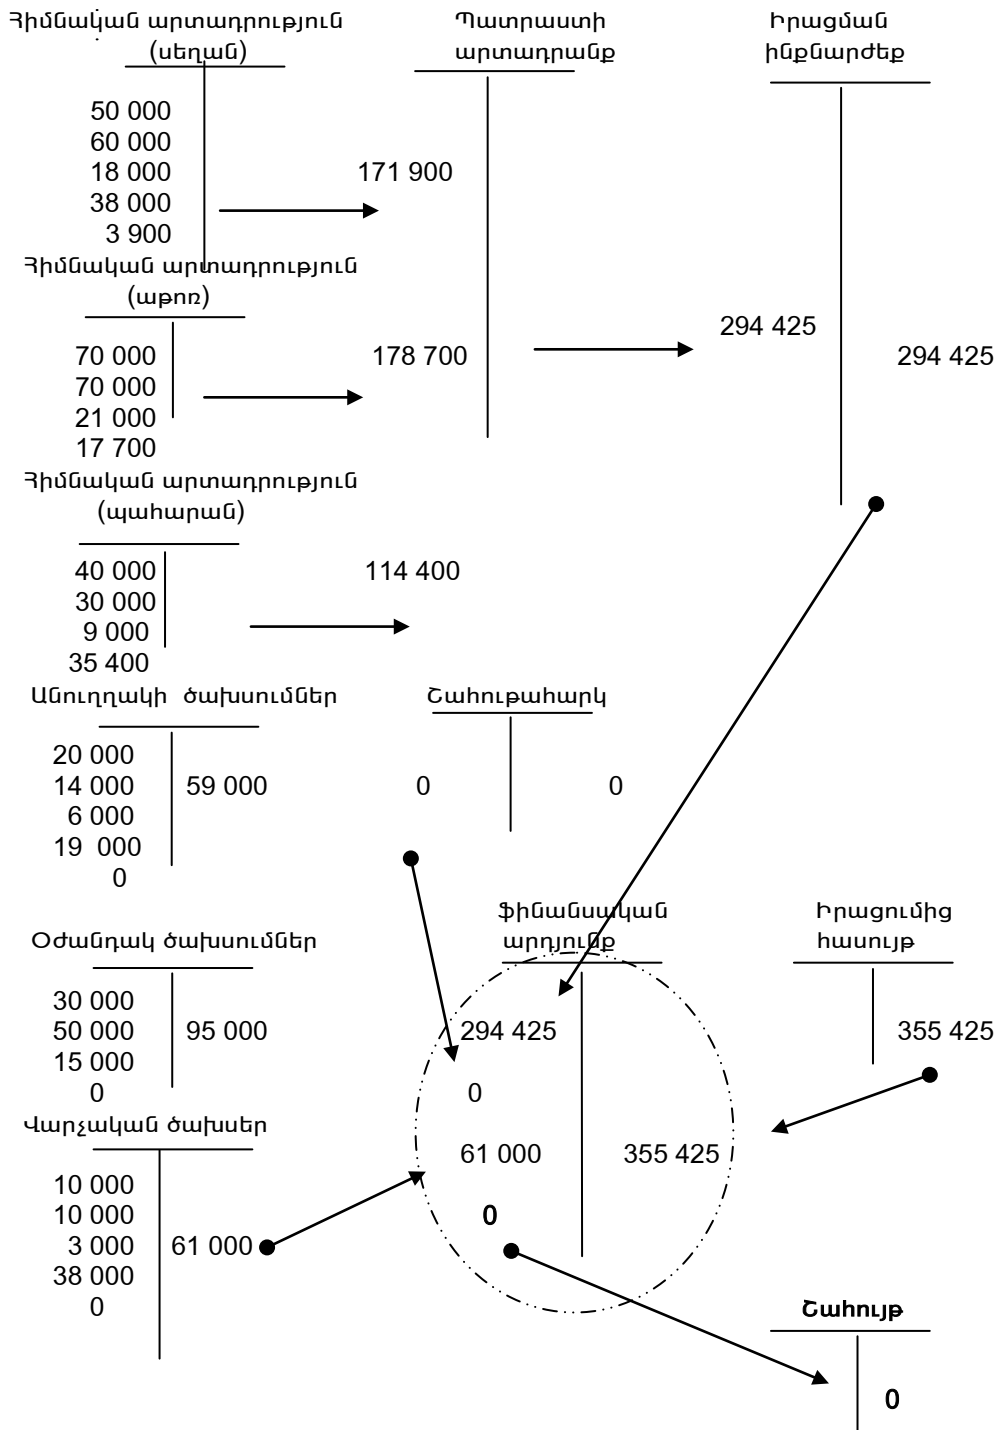 Հիմնական արտադրություն
(սեղան)
Պատրաստի
արտադրանք
Իրացման
ինքնարժեք
50 000
60 000
18 000
38 000
3 900
171 900
Հիմնական արտադրություն
(աթոռ)
70 000
70 000
21 000
17 700
178 700
294 425
294 425
Հիմնական արտադրություն
(պահարան)
40 000
30 000
9 000
35 400
114 400
Անուղղակի ծախսումներ
20 000
14 000
6 000
19 000
0
59 000
Շահութահարկ
0
0
Օժանդակ ծախսումներ
30 000
50 000
15 000
0
95 000
Ֆինանսական
արդյունք
294 425
0
61 000
0
355 425
Իրացումից
հասույթ
355 425
Վարչական ծախսեր
10 000
10 000
3 000
38 000
0
61 000
Շահույթ
0